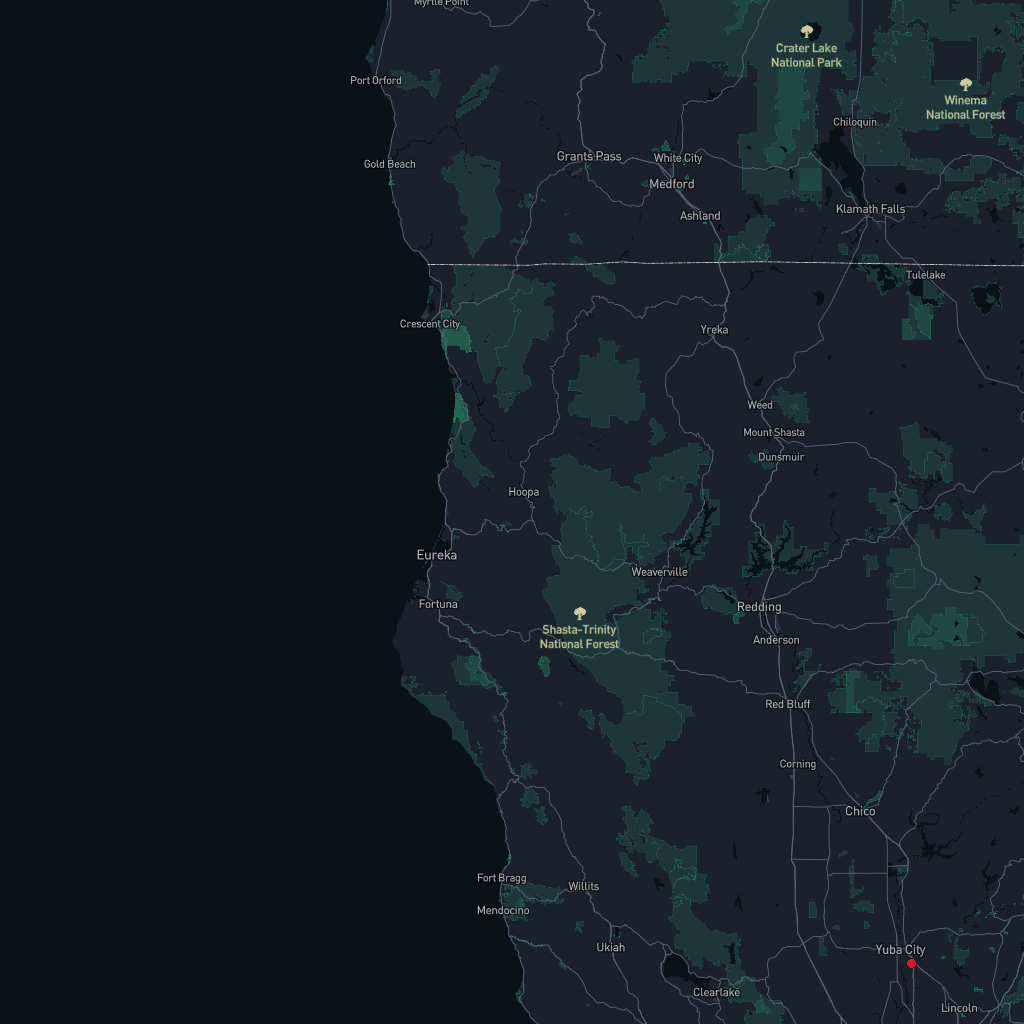 Myrtle Point
Crater Lake
National Park
Port Orford
Winema
National Forest
Chiloquin
Grants Pass
White City
Gold Beach
Medford
Klamath Falls
Ashland
Tulelake
Crescent City
Yreka
Weed
Mount Shasta
Dunsmuir
Hoopa
Eureka
Weaverville
Fortuna
Redding
Shasta-Trinity
National Forest
Anderson
Red Bluff
Corning
Chico
Fort Bragg
Willits
Mendocino
Ukiah
Yuba City
Clearlake
Lincoln